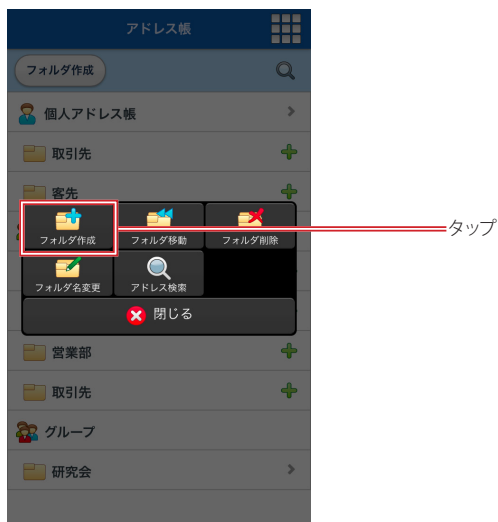 アドレス帳
フォルダ作成
個人アドレス帳
取引先
客先
フォルダ作成 フォルダ移動 フォルダ削除
タップ
フォルダ名変更 アドレス検索
閉じる
営業部
取引先
グループ
研究会